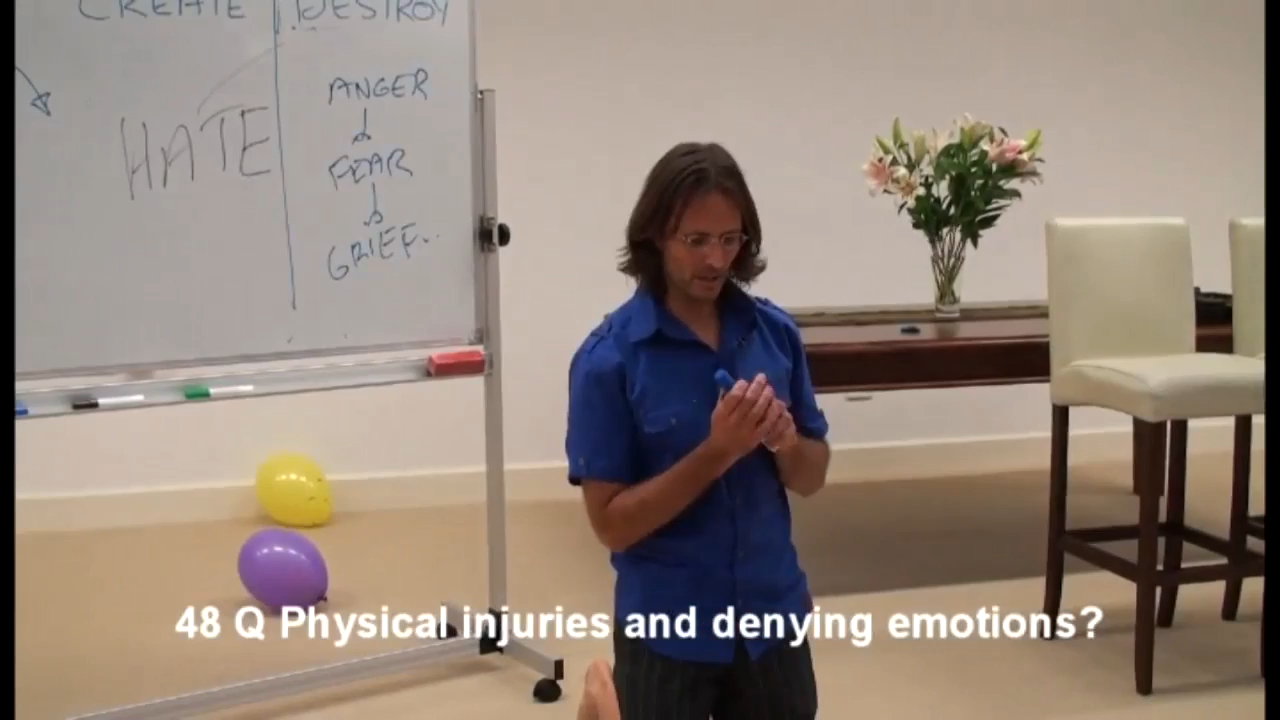 CREATE DESTROY
ANGER
HATE
FEAR
GRIEF...
48 Q Physical injuries and denying emotions?